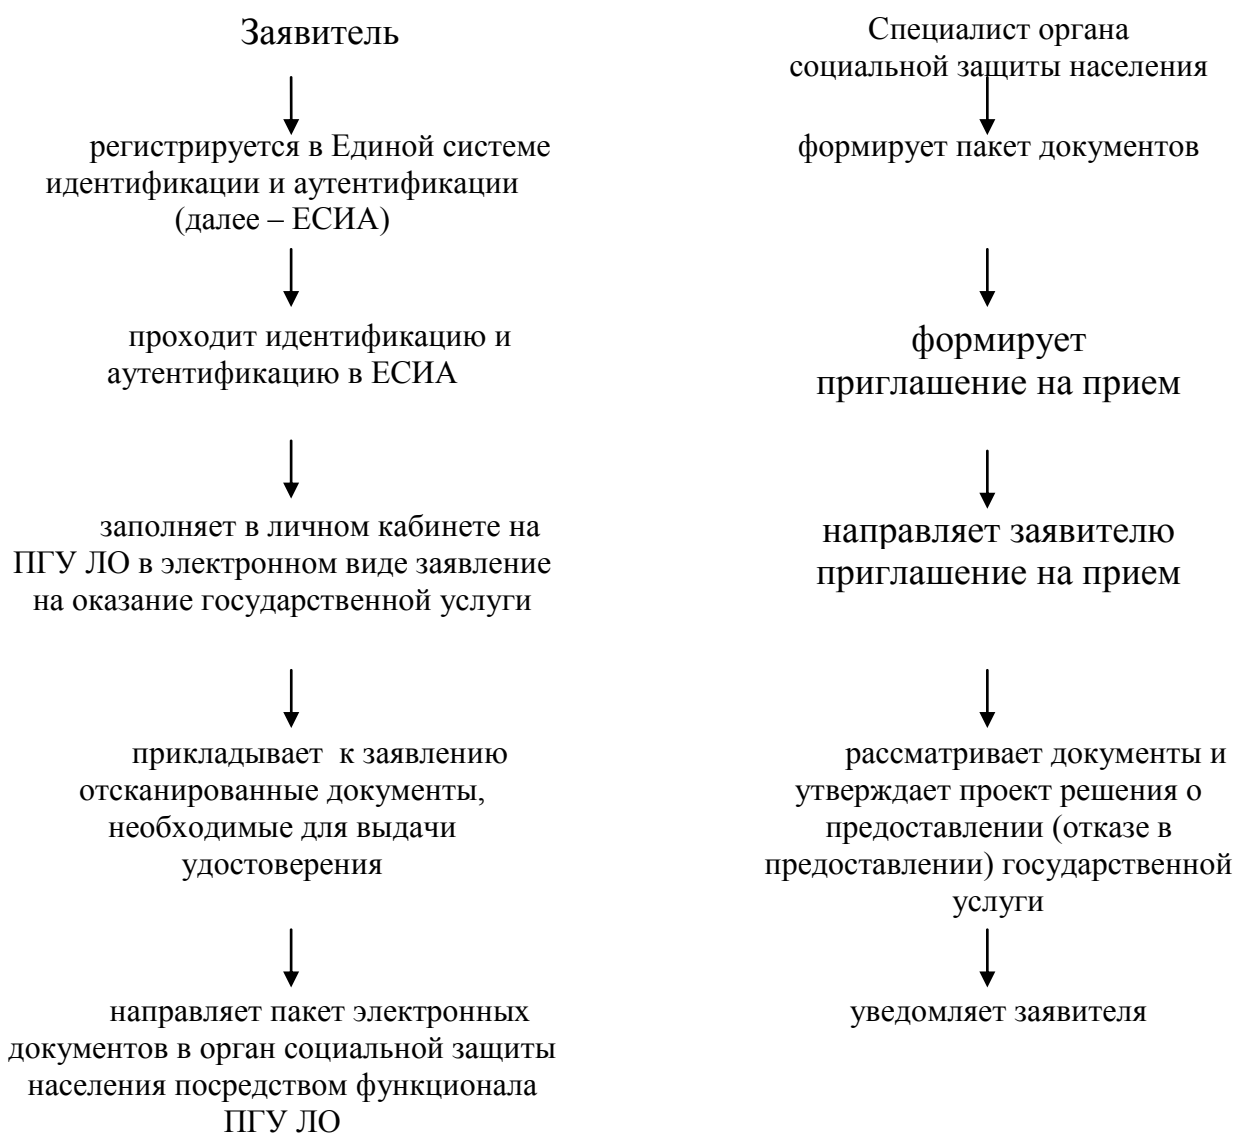 Заявитель
регистрируется в Единой системе
идентификации и аутентификации
(далее – ЕСИА)
проходит идентификацию и
аутентификацию в ЕСИА
заполняет в личном кабинете на
ПГУ ЛО в электронном виде заявление
на оказание государственной услуги
прикладывает к заявлению
отсканированные документы,
необходимые для выдачи
удостоверения
направляет пакет электронных
документов в орган социальной защиты
населения посредством функционала
ПГУ ЛО
Специалист органа
социальной защиты населения
формирует пакет документов
формирует
приглашение на прием
направляет заявителю
приглашение на прием
рассматривает документы и
утверждает проект решения о
предоставлении (отказе в
предоставлении) государственной
услуги
уведомляет заявителя